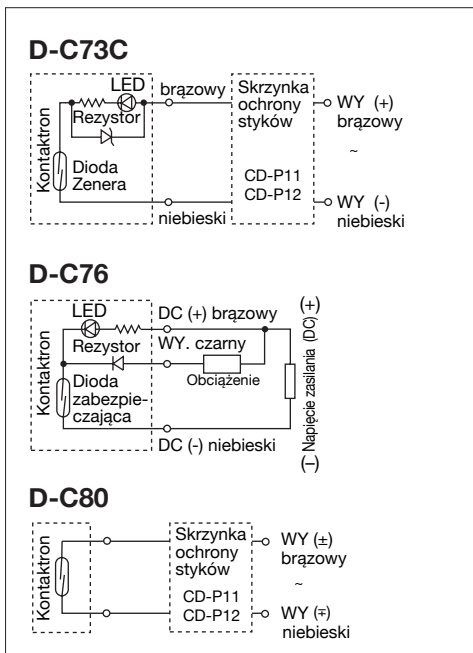 D-C73C
LED
brązowy
Rezystor
Kontaktron
Dioda
Zenera
niebieski
Skrzynka
ochrony
styków
CD-P11
CD-P12
WY (+)
brązowy
~
WY (-)
niebieski
D-C76
LED
DC (+) brązowy
(+)
Rezystor
WY. czarny
Kontaktron
Obciążenie
Dioda
zabezpie-
czająca
DC (-) niebieski
Napięcie zasilania (DC)
(–)
D-C80
Kontaktron
Skrzynka
ochrony
styków
CD-P11
CD-P12
WY (±)
brązowy
~
WY (∓)
niebieski